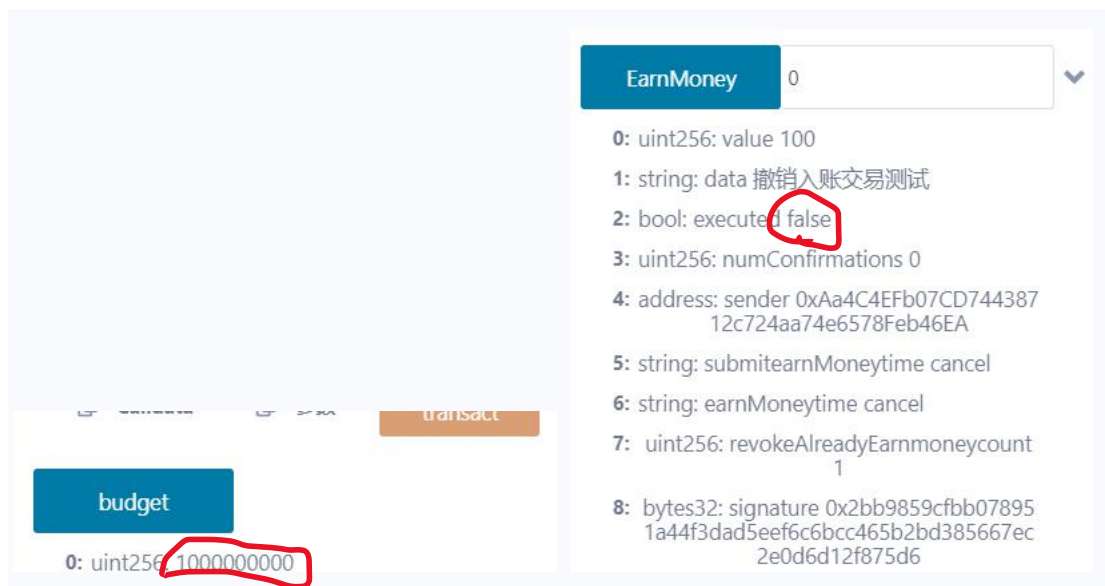 EarnMoney 0
0: uint256: value 100
1: string: data 撤销入账交易测试
2: bool: executed false
3: uint256: numConfirmations 0
4: address: sender 0xAa4C4EFb07CD744387
12c724aa74e6578Feb46EA
5: string: submitearnMoneytime cancel
6: string: earnMoneytime cancel
7: uint256: revokeAlreadyEarnmoneycount
1
8: bytes32: signature 0x2bb9859cfbb07895
1a44f3dad5eef6c6bcc465b2bd385667ec
2e0d6d12f875d6
transact
budget
0: uint256: 1000000000